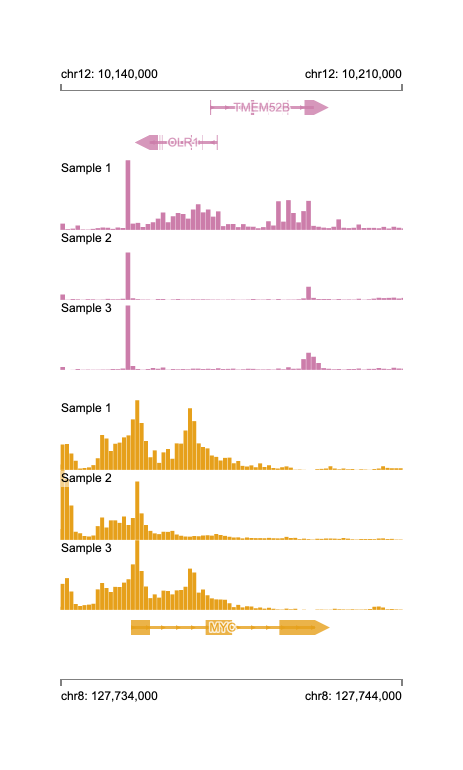 chr12: 10,140,000 chr12: 10,210,000
TMEM52B
OLR1
Sample 1
Sample 2
Sample 3
Sample 1
Sample 2
Sample 3
MYC
chr8: 127,734,000 chr8: 127,744,000